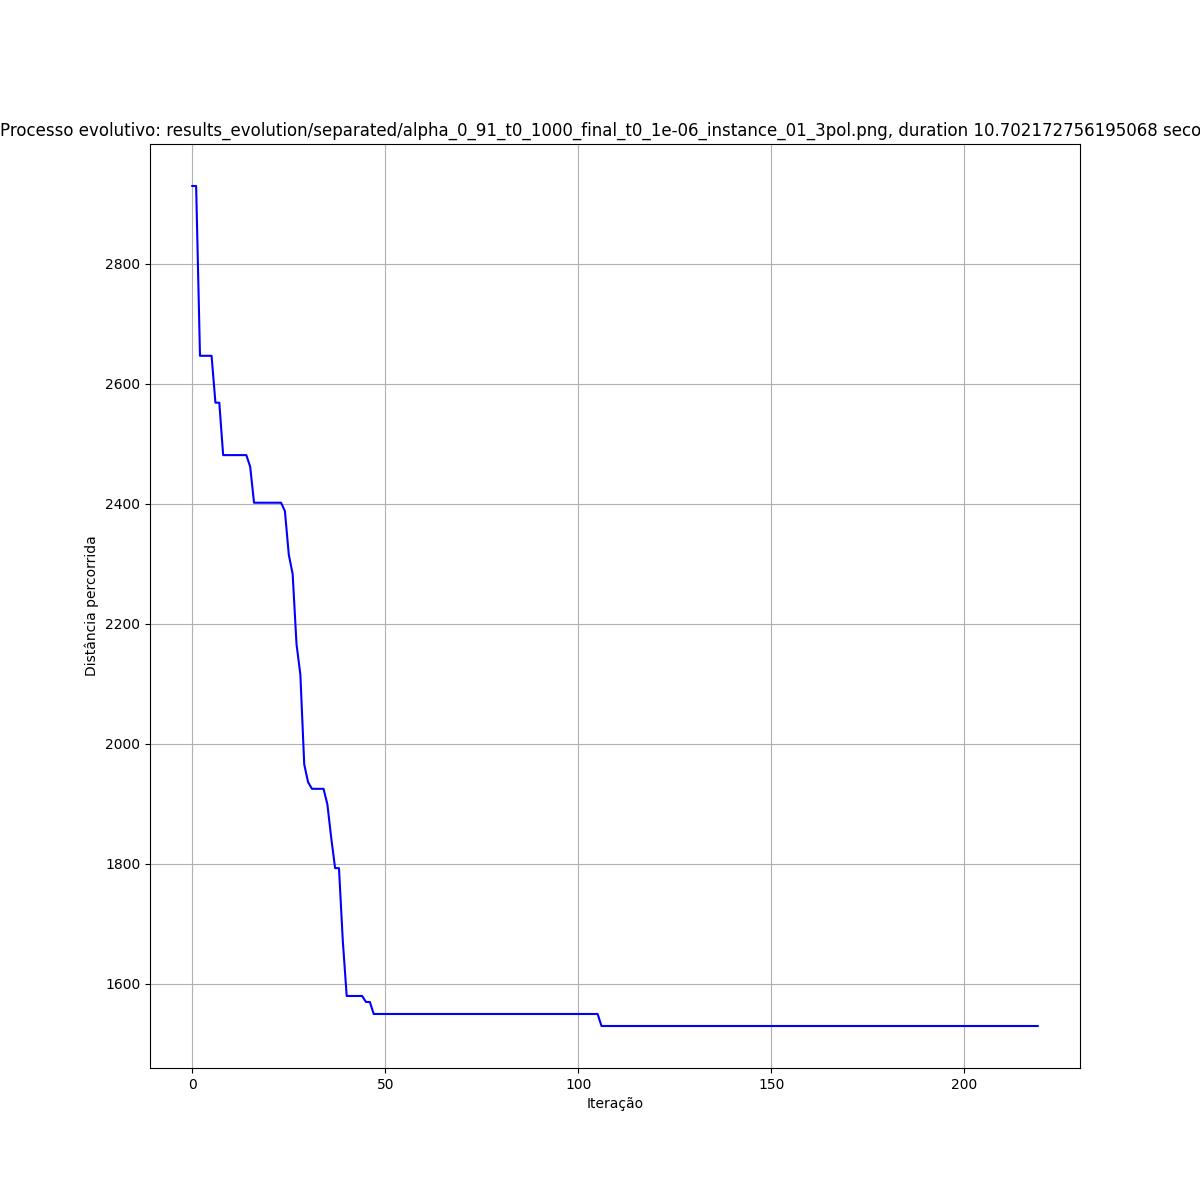 Processo evolutivo: results_evolution/separated/alpha_0_91_t0_1000_final_t0_1e-06_instance_01_3pol.png, duration 10.702172756195068 seco
2800
2600
2400
2200
2000
1800
1600
Distância percorrida
0 50 100 150 200
Iteração